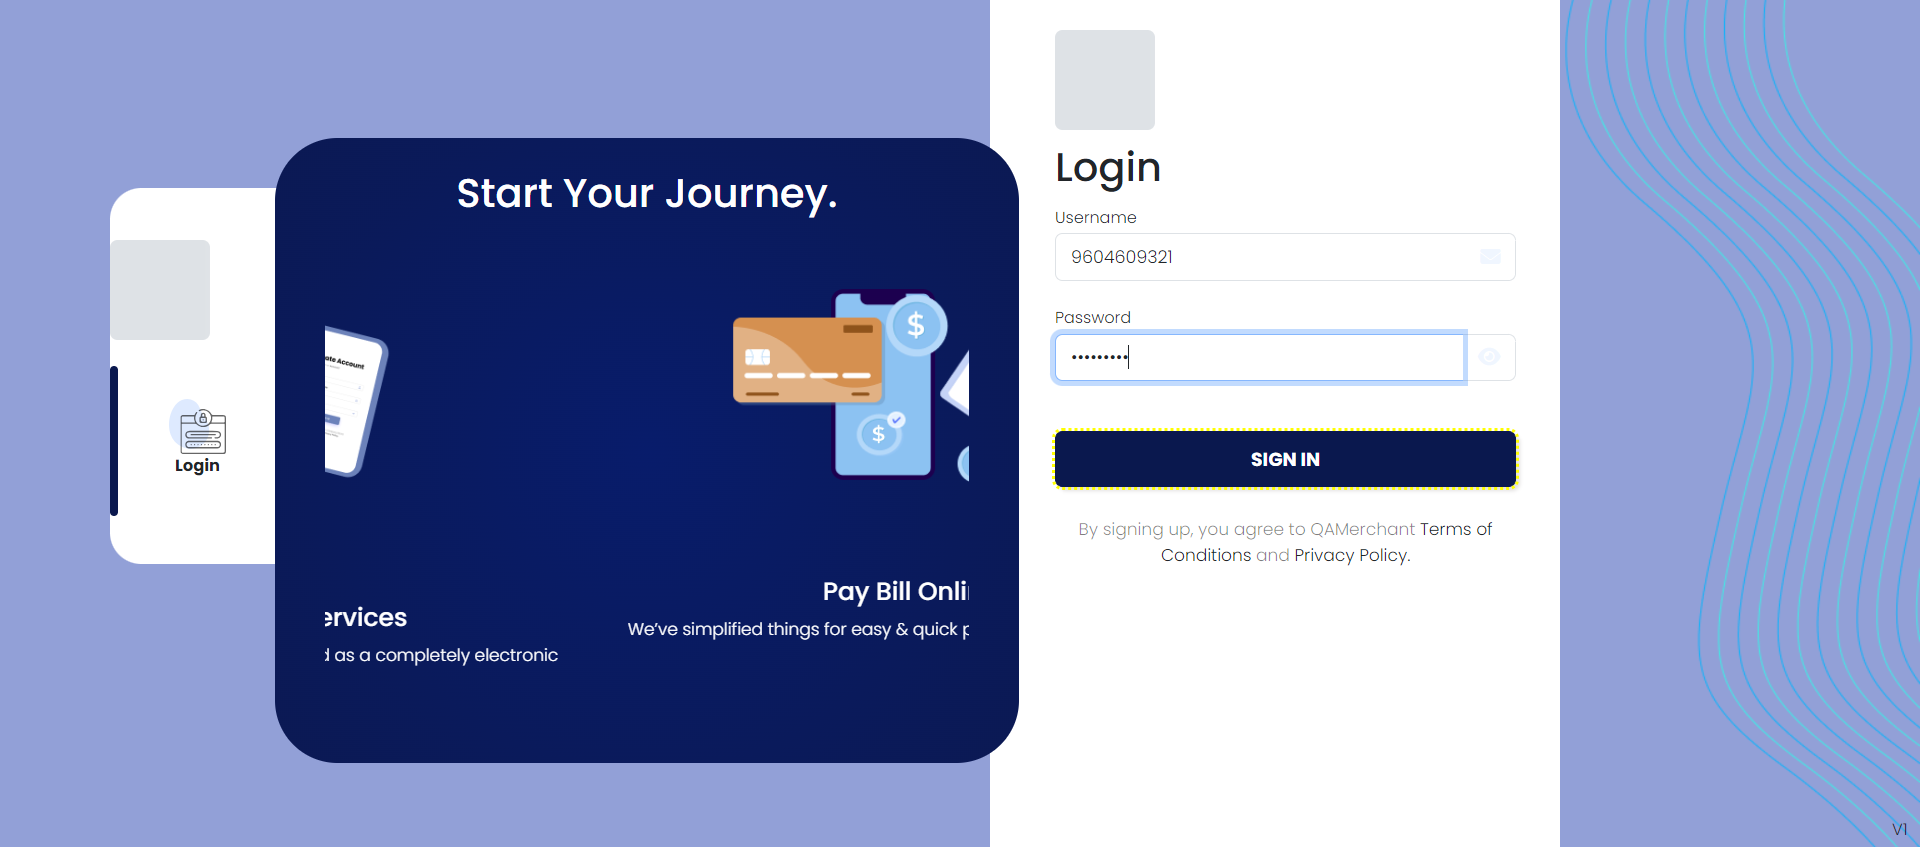 Login
Start Your Journey.
ate Account
ervices
d as a completely electronic
Pay Bill Onli
We've simplified things for easy & quick p
Login
Username
9604609321
Password
•••••••••
SIGN IN
By signing up, you agree to QAMerchant Terms of
Conditions and Privacy Policy.
V1